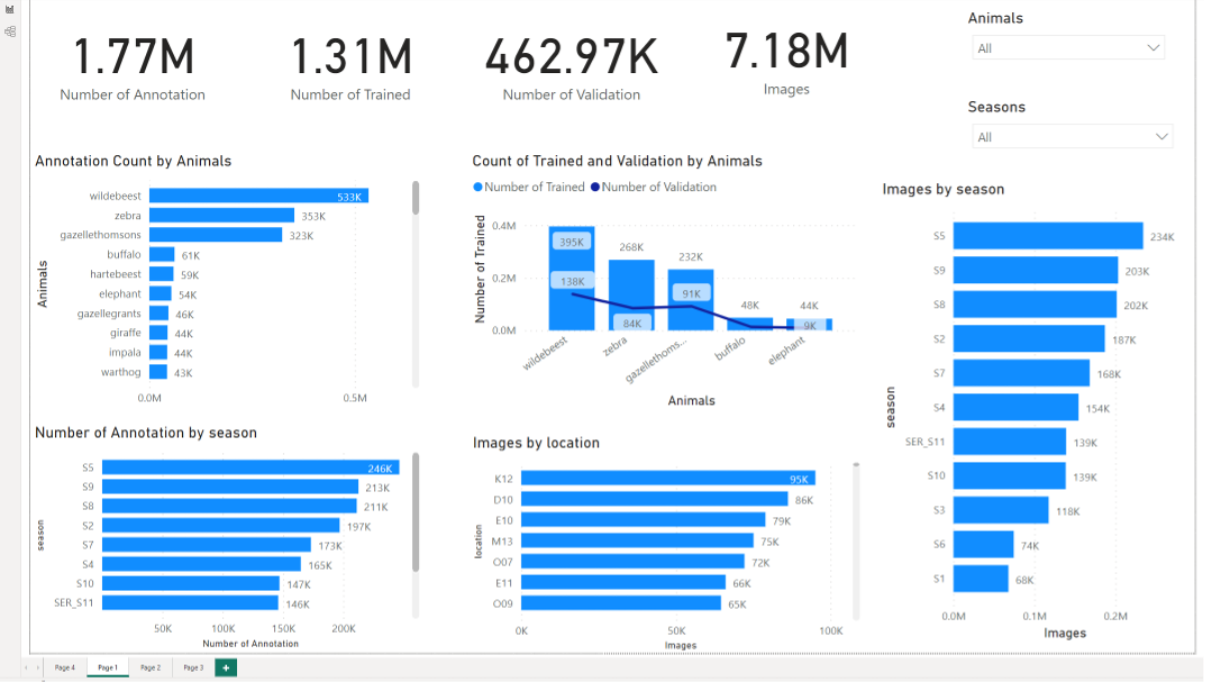 1.77M
Number of Annotation
1.31M
Number of Trained
462.97K
Number of Validation
7.18M
Images
Animals
All
Seasons
All
Annotation Count by Animals
Animals
wildebeest 533K
zebra 353K
gazellethomsons 323K
buffalo 61K
hartebeest 59K
elephant 54K
gazellegrants 46K
giraffe 44K
impala 44K
warthog 43K
0.0M 0.5M
Count of Trained and Validation by Animals
Number of Trained Number of Validation
Number of Trained
0.4M
0.2M
0.0M
395K 268K 232K 48K 44K
138K 84K 91K 9K
wildebeest zebra gazellethoms... buffalo elephant
Animals
Images by season
season
S5 234K
S9 203K
S8 202K
S2 187K
S7 168K
S4 154K
SER_S11 139K
S10 139K
S3 118K
S6 74K
S1 68K
0.0M 0.1M 0.2M
Images
Number of Annotation by season
season
S5 246K
S9 213K
S8 211K
S2 197K
S7 173K
S4 165K
S10 147K
SER_S11 146K
50K 100K 150K 200K
Number of Annotation
Images by location
location
K12 95K
D10 86K
E10 79K
M13 75K
O07 72K
E11 66K
O09 65K
0K 50K 100K
Images
Page 4 Page 1 Page 2 Page 3 +